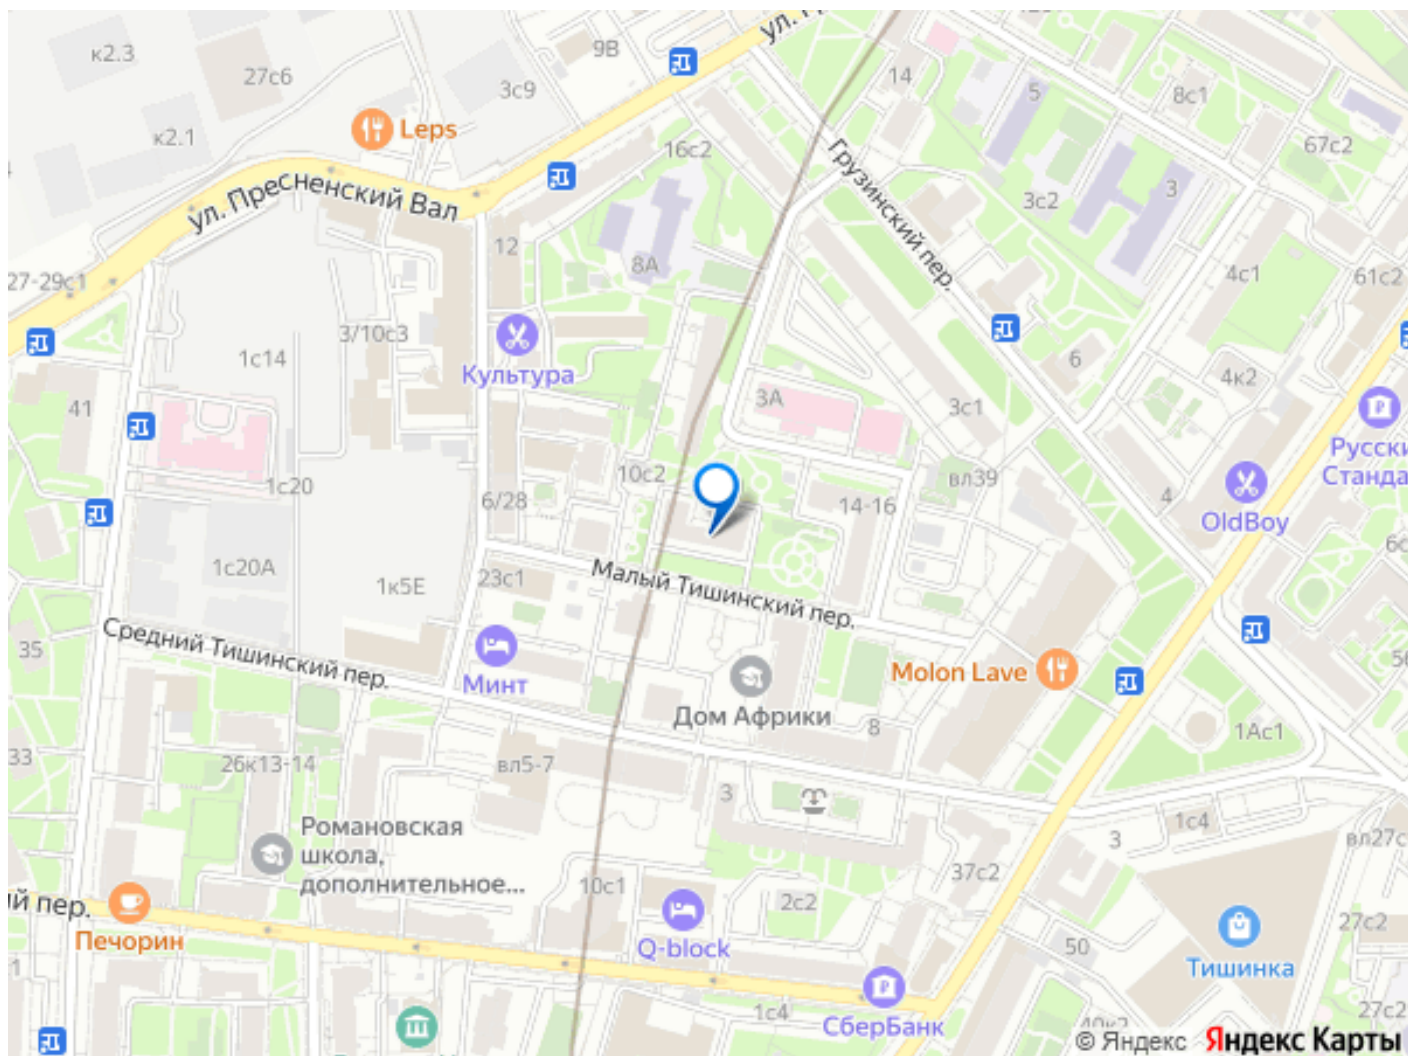 к2.3
27с6
9В
3с9
14
5
8с1
67с2
к2.1
Leps
16с2
Грузинский пер.
3с2
3
ул. Пресненский Вал
12
8А
4с1
61с2
27-29с1
3/10с3
1с14
Культура
6
4к2
41
3А
3с1
Русски
Станда
10с2
вл39
1с20
6/28
14-16
4
OldBoy
1с20А
1к5Е
23с1
Малый Тишинский пер.
Средний Тишинский пер.
35
Минт
Molon Lave
Дом Африки
8
1Ас1
33
26к13-14
вл5-7
3
1с4
3
Романовская
школа,
дополнительное...
вл27с
37с2
10с1
2с2
ий пер.
Печорин
Q-block
27с2
50
Тишинка
1
1с4
СберБанк
27с2
© Яндекс Яндекс Карты